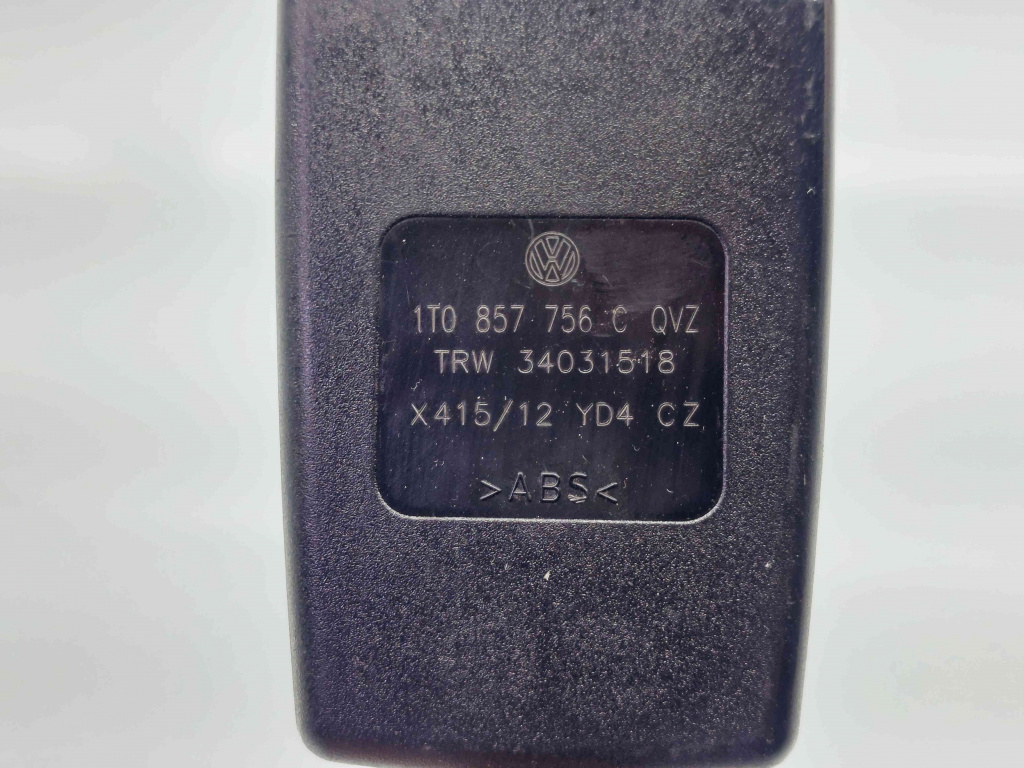 1T0 857 756 C QVZ
TRW 34031518
X415/12 YD4 CZ
>ABS<